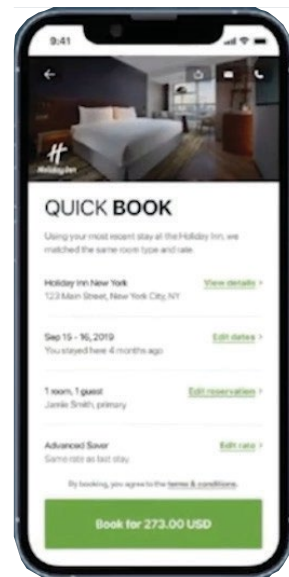 9:41
H
Holiday Inn
QUICK BOOK
Using your most recent stay at the Holiday Inn, we
matched the same room type and rate.
Holiday Inn New York View details >
123 Main Street, New York City, NY
Sep 15 - 16, 2019 Edit dates >
You stayed here 4 months ago
1 room, 1 guest Edit reservation >
Jamie Smith, primary
Advanced Saver Edit rate >
Same rate as last stay
By booking, you agree to the terms & conditions.
Book for 273.00 USD